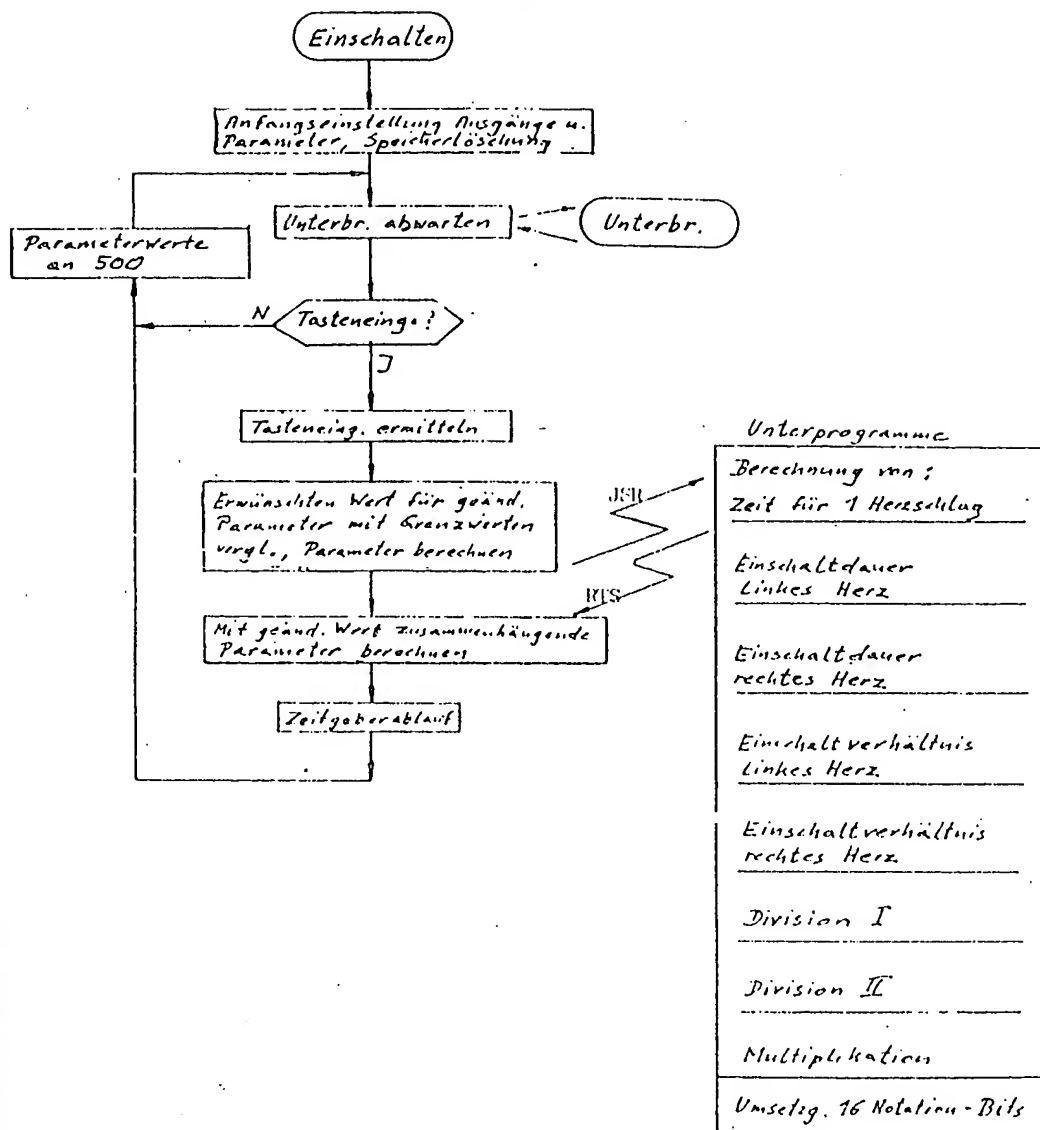 Einschalten
Anfangseinstellung Ausgänge u.
Parameter, Speicherlöschung
Unterbr. abwarten
Unterbr.
Parameterwerte
an 500
N
Tasteneing.?
J
Tasteneing. ermitteln
Erwünschten Wert für geänd.
Parameter mit Grenzwerten
vergl., Parameter berechnen
JSR
RTS
Mit geänd. Wert zusammenhängende
Parameter berechnen
Zeitgeberablauf
Unterprogramme
Berechnung von:
Zeit für 1 Herzschlag
Einschaltdauer
Linkes Herz
Einschaltdauer
rechtes Herz
Einschaltverhältnis
Linkes Herz
Einschaltverhältnis
rechtes Herz
Division I
Division II
Multiplikation
Umsetzg. 16 Notation-Bits